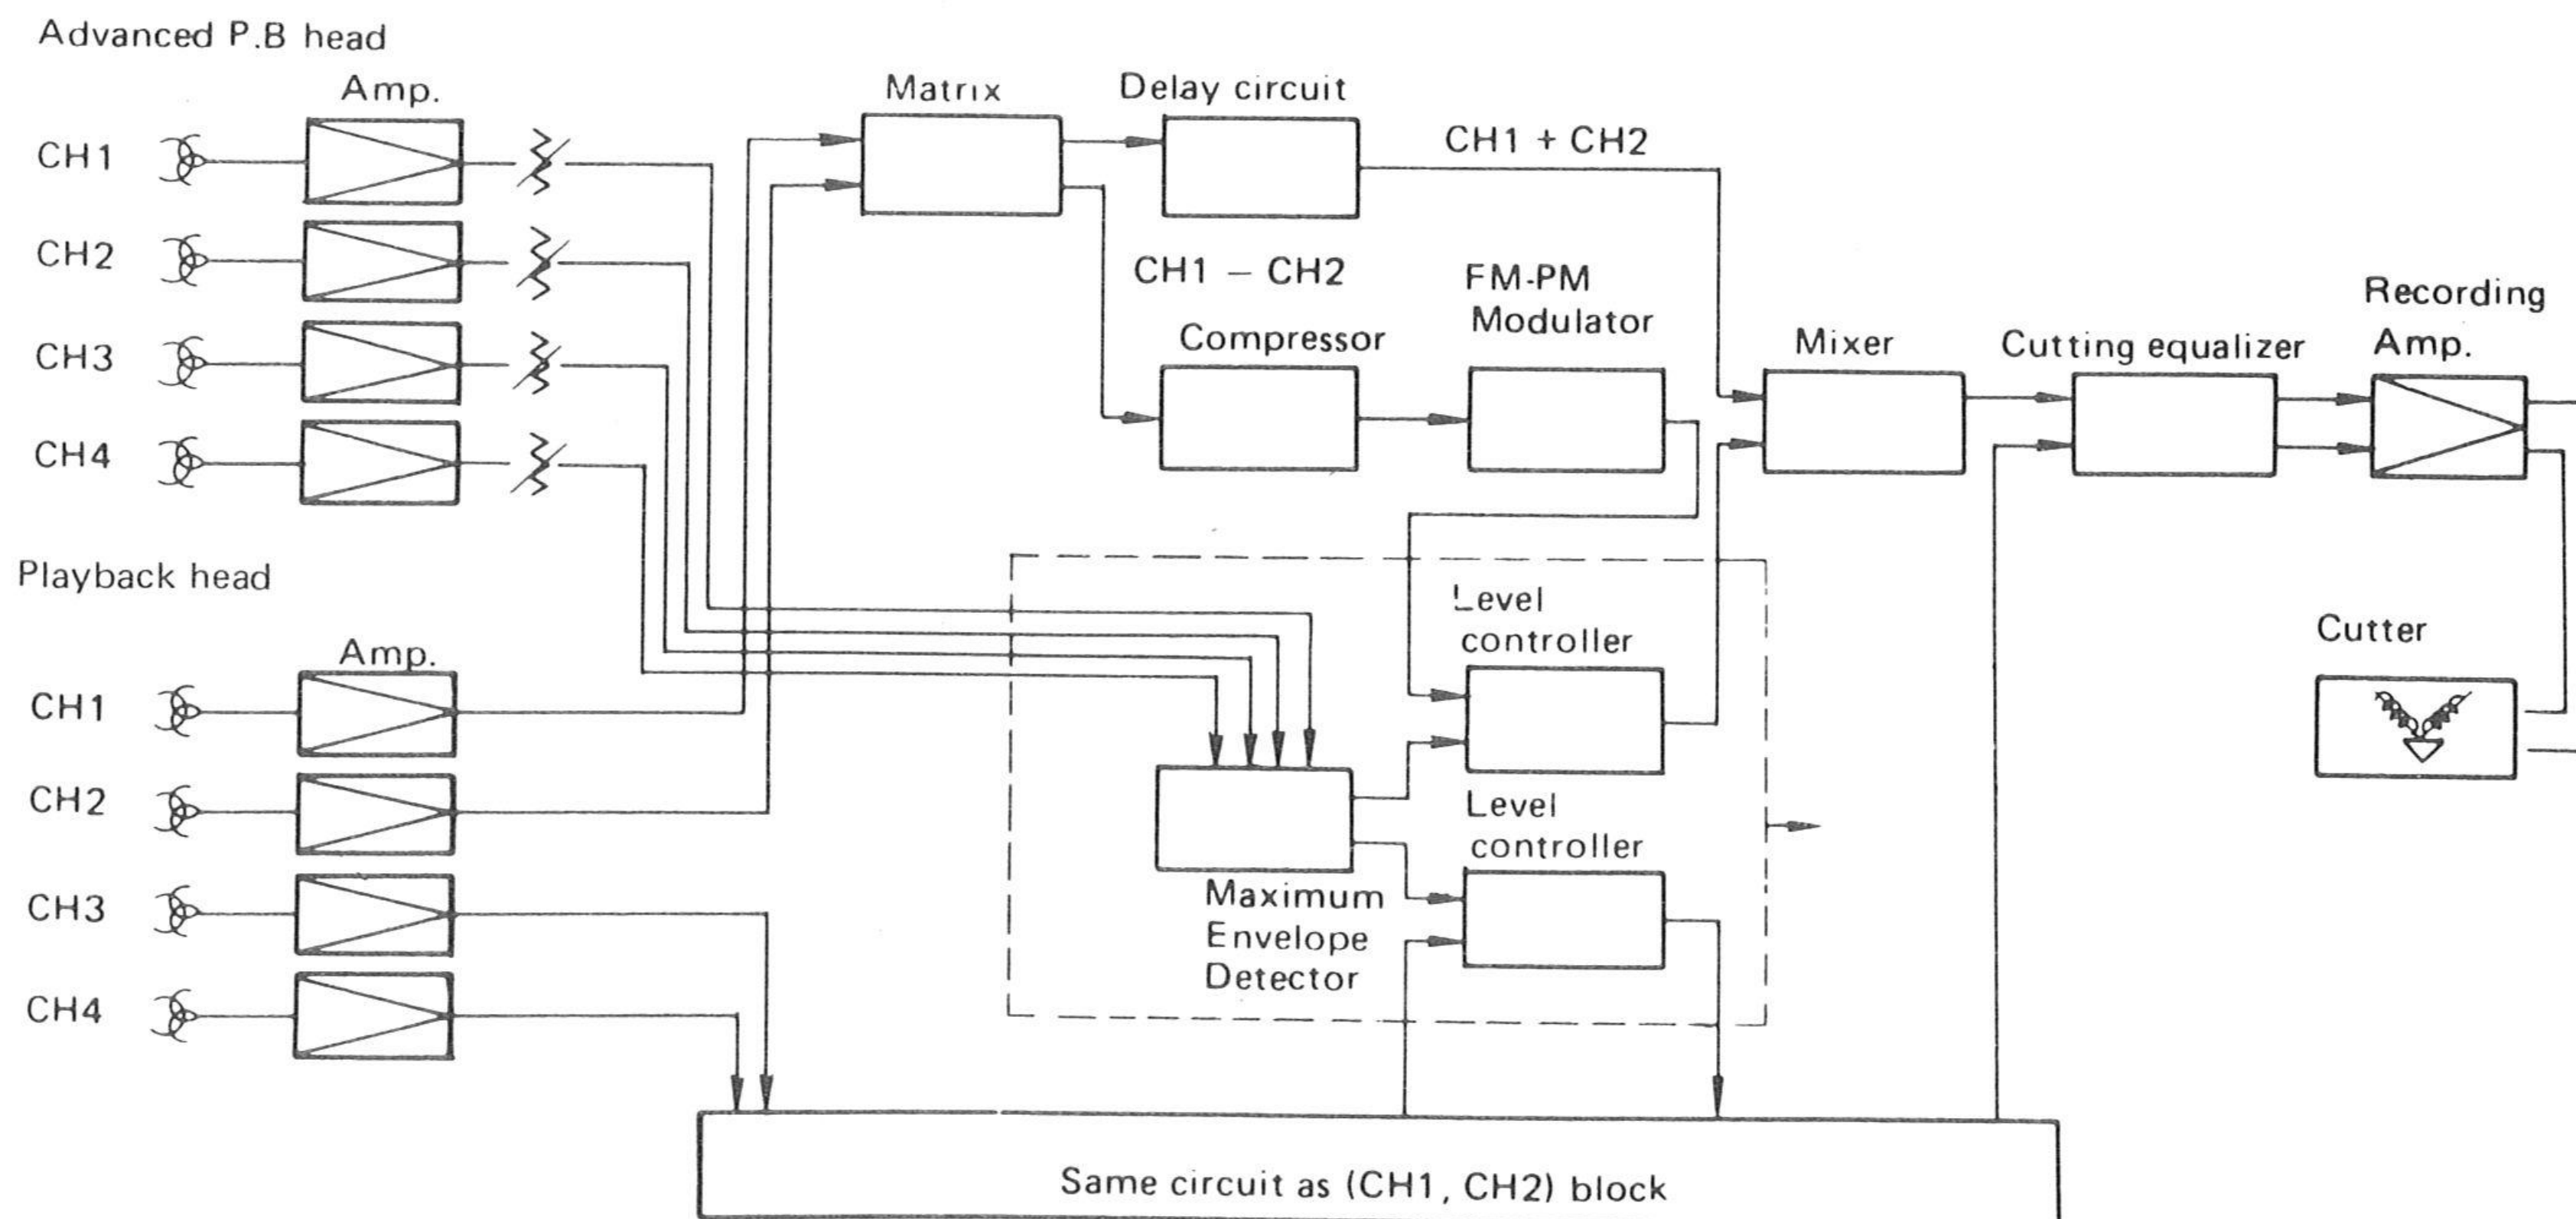 Advanced P.B head
Amp.
CH1
CH2
CH3
CH4
Playback head
Amp.
CH1
CH2
CH3
CH4
Matrix
Delay circuit
CH1 + CH2
CH1 – CH2
Compressor
FM-PM
Modulator
Mixer
Cutting equalizer
Recording
Amp.
Cutter
Level
controller
Level
controller
Maximum
Envelope
Detector
Same circuit as (CH1, CH2) block